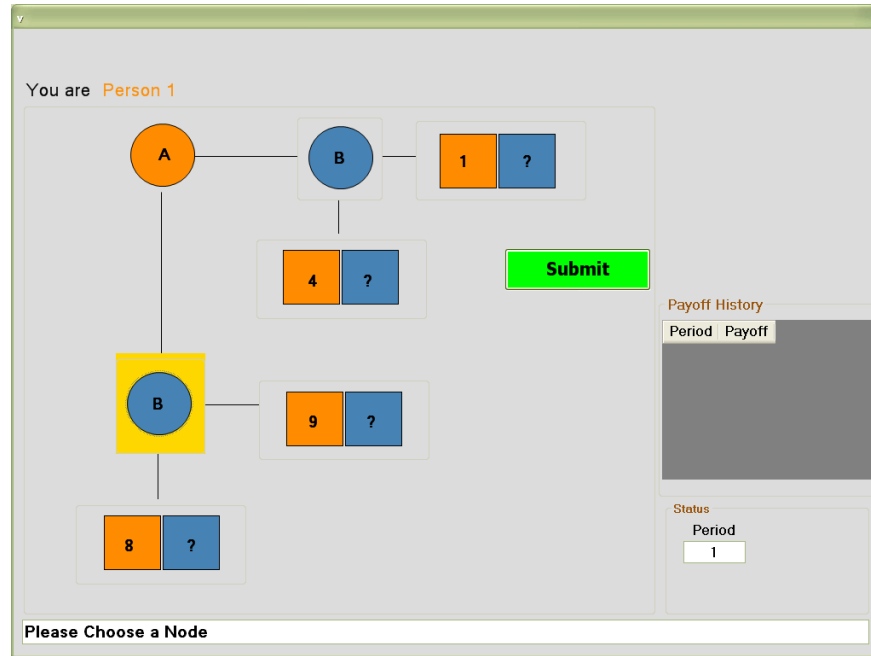 v
You are Person 1
A
B
1 ?
4 ?
Submit
Payoff History
Period Payoff
B
9 ?
8 ?
Status
Period
1
Please Choose a Node